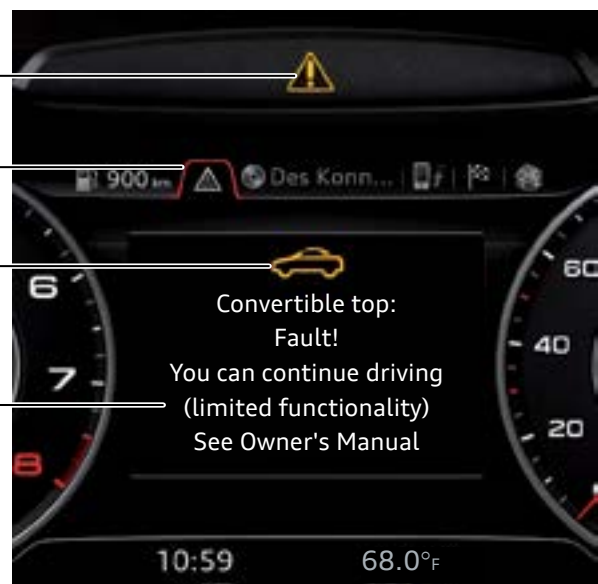 900 km Des Konn...
Convertible top:
Fault!
You can continue driving
(limited functionality)
See Owner's Manual
6
7
8
60
40
20
10:59 68.0°F